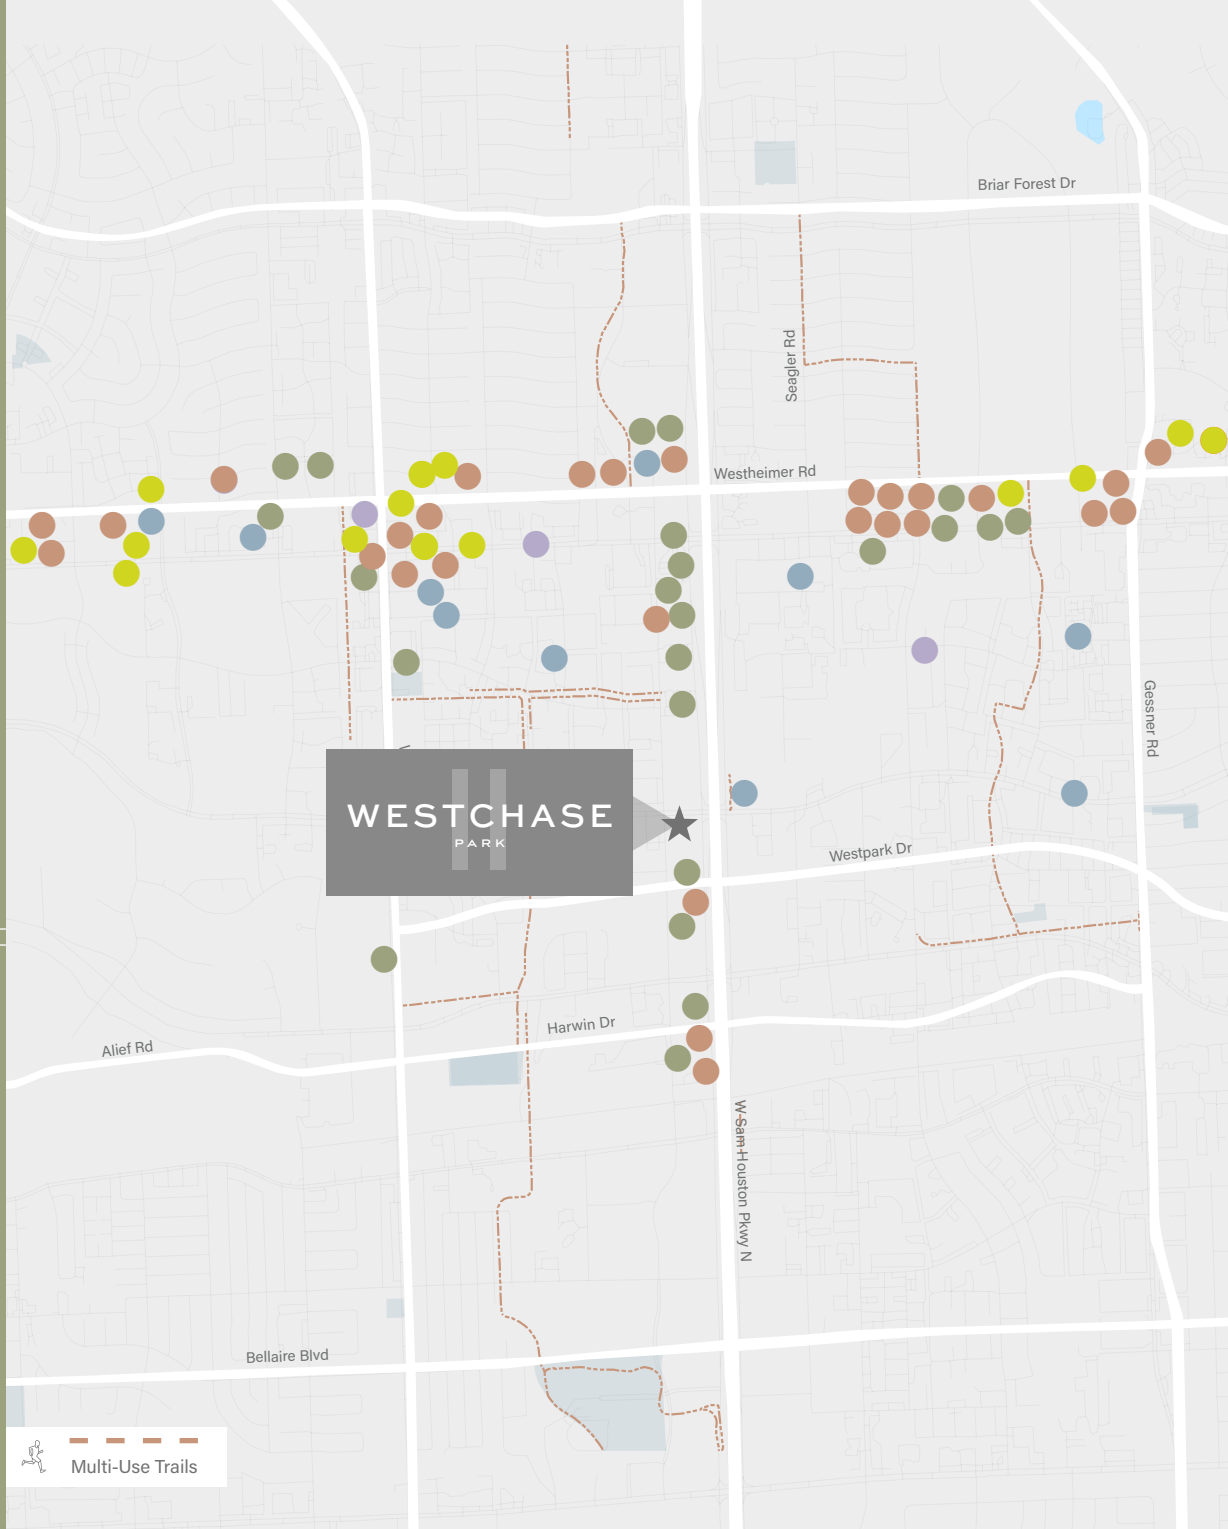 Briar Forest Dr
Seagler Rd
Westheimer Rd
Gessner Rd
WESTCHASE
PARK
Westpark Dr
Harwin Dr
Alief Rd
W Sam Houston Pkwy N
Bellaire Blvd
Multi-Use Trails